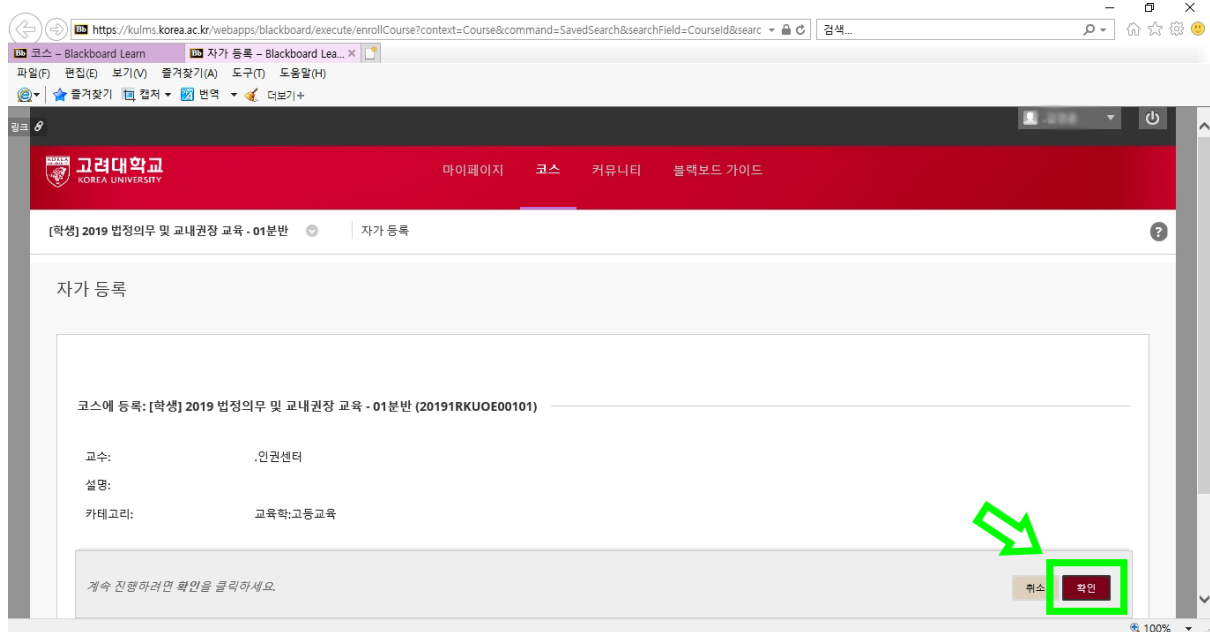 https://kulms.korea.ac.kr/webapps/blackboard/execute/enrollCourse?context=Course&command=SavedSearch&searchField=CourseId&searc
검색...
코스 – Blackboard Learn
자가 등록 – Blackboard Lea...
파일(F) 편집(E) 보기(V) 즐겨찾기(A) 도구(T) 도움말(H)
즐겨찾기 캡처 번역 더보기+
링크
고려대학교
KOREA UNIVERSITY
마이페이지 코스 커뮤니티 블랙보드 가이드
[학생] 2019 법정의무 및 교내권장 교육 - 01분반 자가 등록
자가 등록
코스에 등록: [학생] 2019 법정의무 및 교내권장 교육 - 01분반 (20191RKUOE00101)
교수: .인권센터
설명:
카테고리: 교육학:고등교육
계속 진행하려면 확인을 클릭하세요.
취소 확인
100%